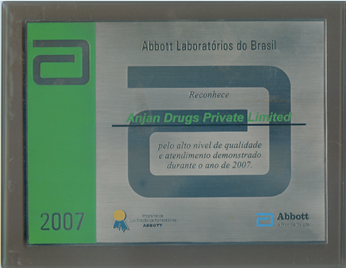 Abbott Laboratórios do Brasil
Reconhece
Anjan Drugs Private Limited
pelo alto nível de qualidade
e atendimento demonstrado
durante o ano de 2007.
2007
ABBOTT
Abbott